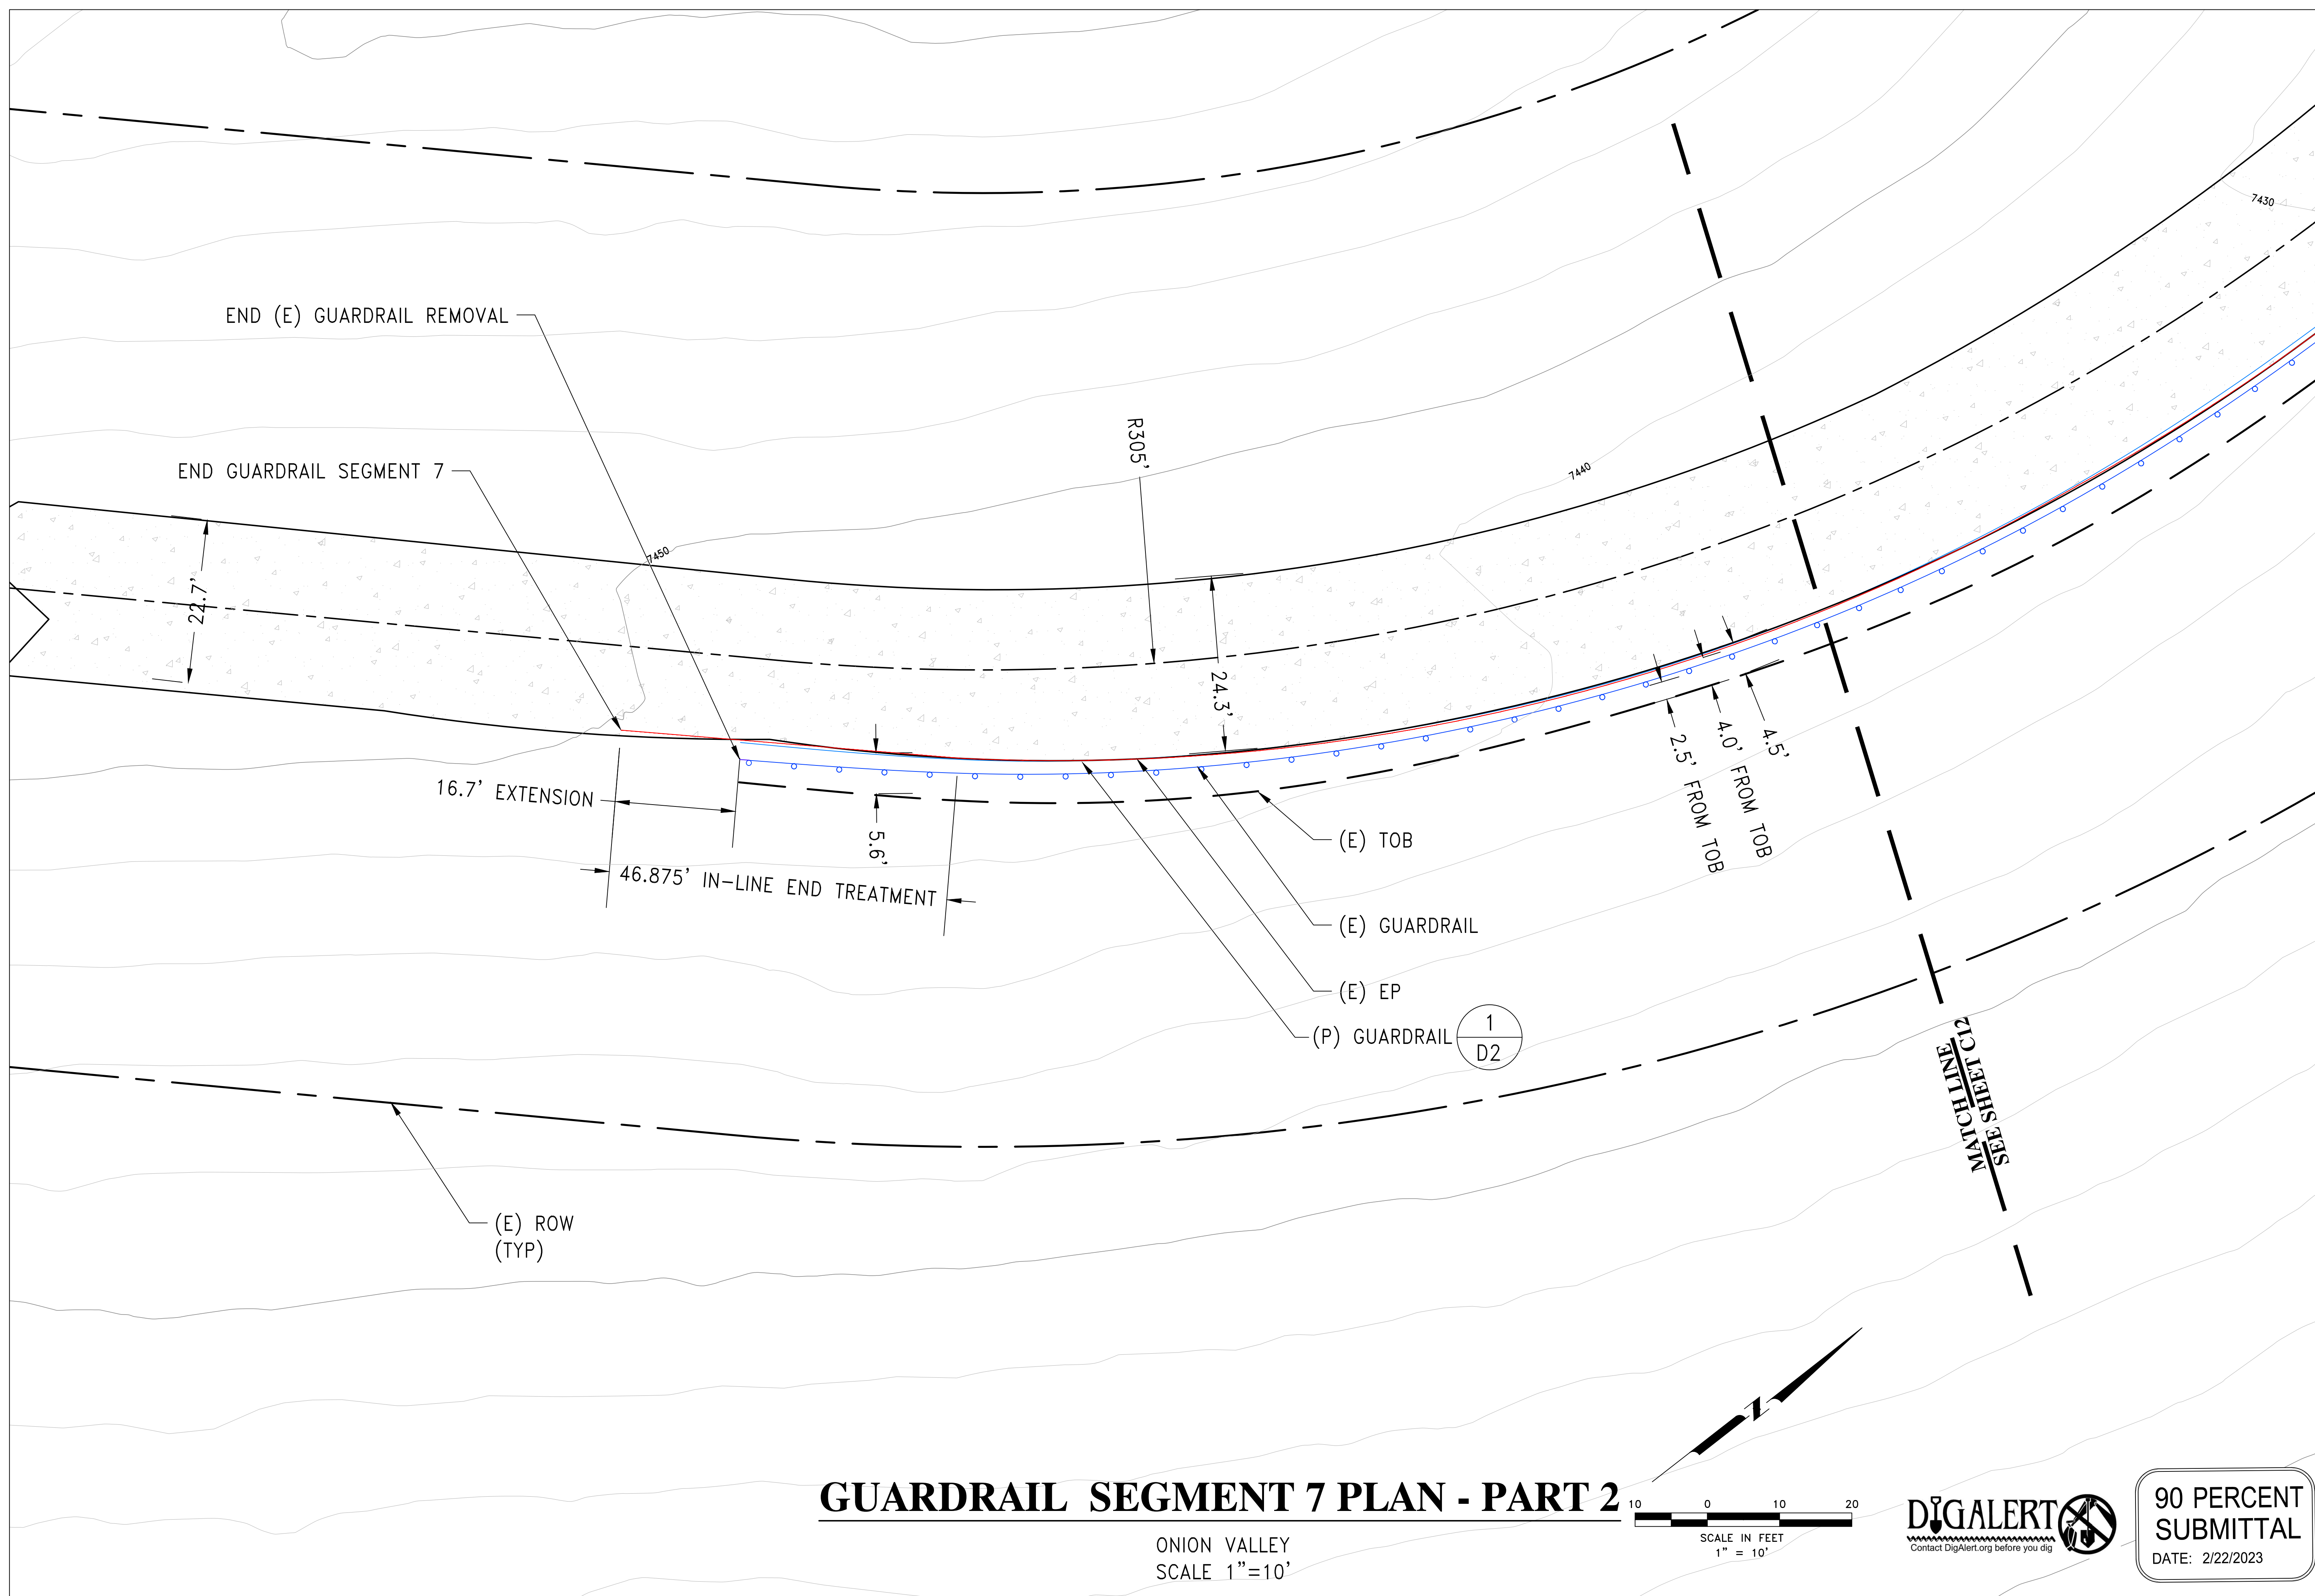 7430
END (E) GUARDRAIL REMOVAL
R305'
END GUARDRAIL SEGMENT 7
7440
7450
22.7'
24.3'
4.5'
4.0' FROM TOB
2.5' FROM TOB
16.7' EXTENSION
5.6'
(E) TOB
46.875' IN-LINE END TREATMENT
(E) GUARDRAIL
(E) EP
(P) GUARDRAIL
1
D2
MATCH LINE
SEE SHEET C12
(E) ROW
(TYP)
N
GUARDRAIL SEGMENT 7 PLAN - PART 2
ONION VALLEY
SCALE 1"=10'
10 0 10 20
SCALE IN FEET
1" = 10'
DIGALERT
Contact DigAlert.org before you dig
90 PERCENT
SUBMITTAL
DATE: 2/22/2023